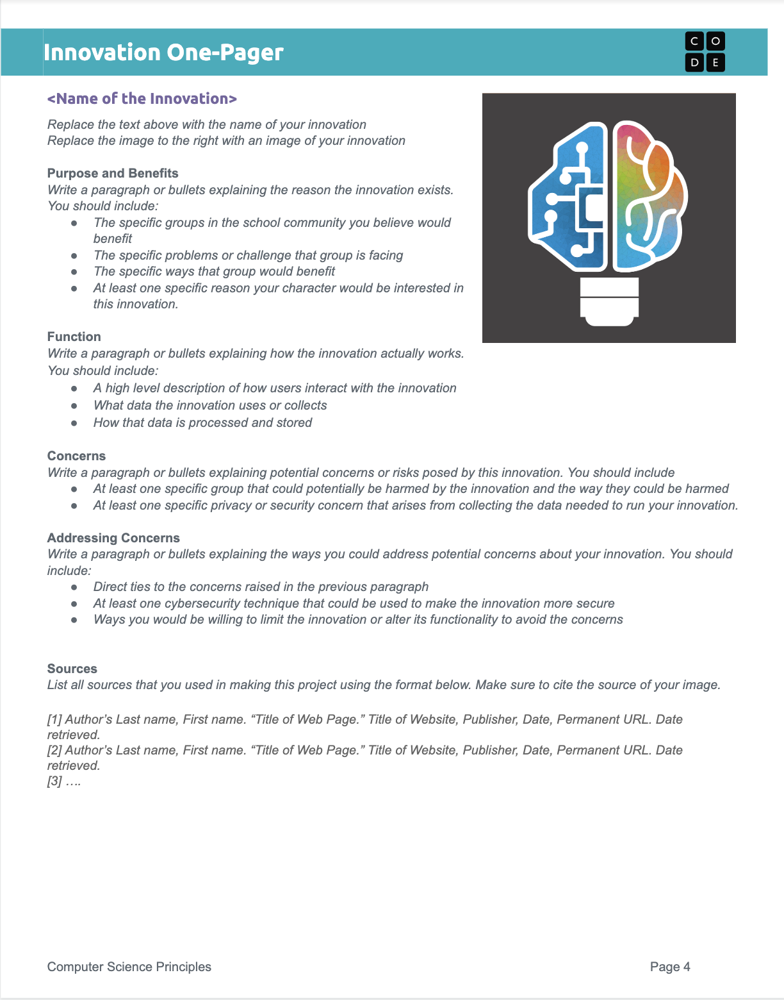 Innovation One-Pager
C O
D E
<Name of the Innovation>
Replace the text above with the name of your innovation
Replace the image to the right with an image of your innovation
Purpose and Benefits
Write a paragraph or bullets explaining the reason the innovation exists.
You should include:
● The specific groups in the school community you believe would
benefit
● The specific problems or challenge that group is facing
● The specific ways that group would benefit
● At least one specific reason your character would be interested in
this innovation.
Function
Write a paragraph or bullets explaining how the innovation actually works.
You should include:
● A high level description of how users interact with the innovation
● What data the innovation uses or collects
● How that data is processed and stored
Concerns
Write a paragraph or bullets explaining potential concerns or risks posed by this innovation. You should include
● At least one specific group that could potentially be harmed by the innovation and the way they could be harmed
● At least one specific privacy or security concern that arises from collecting the data needed to run your innovation.
Addressing Concerns
Write a paragraph or bullets explaining the ways you could address potential concerns about your innovation. You should
include:
● Direct ties to the concerns raised in the previous paragraph
● At least one cybersecurity technique that could be used to make the innovation more secure
● Ways you would be willing to limit the innovation or alter its functionality to avoid the concerns
Sources
List all sources that you used in making this project using the format below. Make sure to cite the source of your image.
[1] Author’s Last name, First name. “Title of Web Page.” Title of Website, Publisher, Date, Permanent URL. Date
retrieved.
[2] Author’s Last name, First name. “Title of Web Page.” Title of Website, Publisher, Date, Permanent URL. Date
retrieved.
[3] ….
Computer Science Principles Page 4